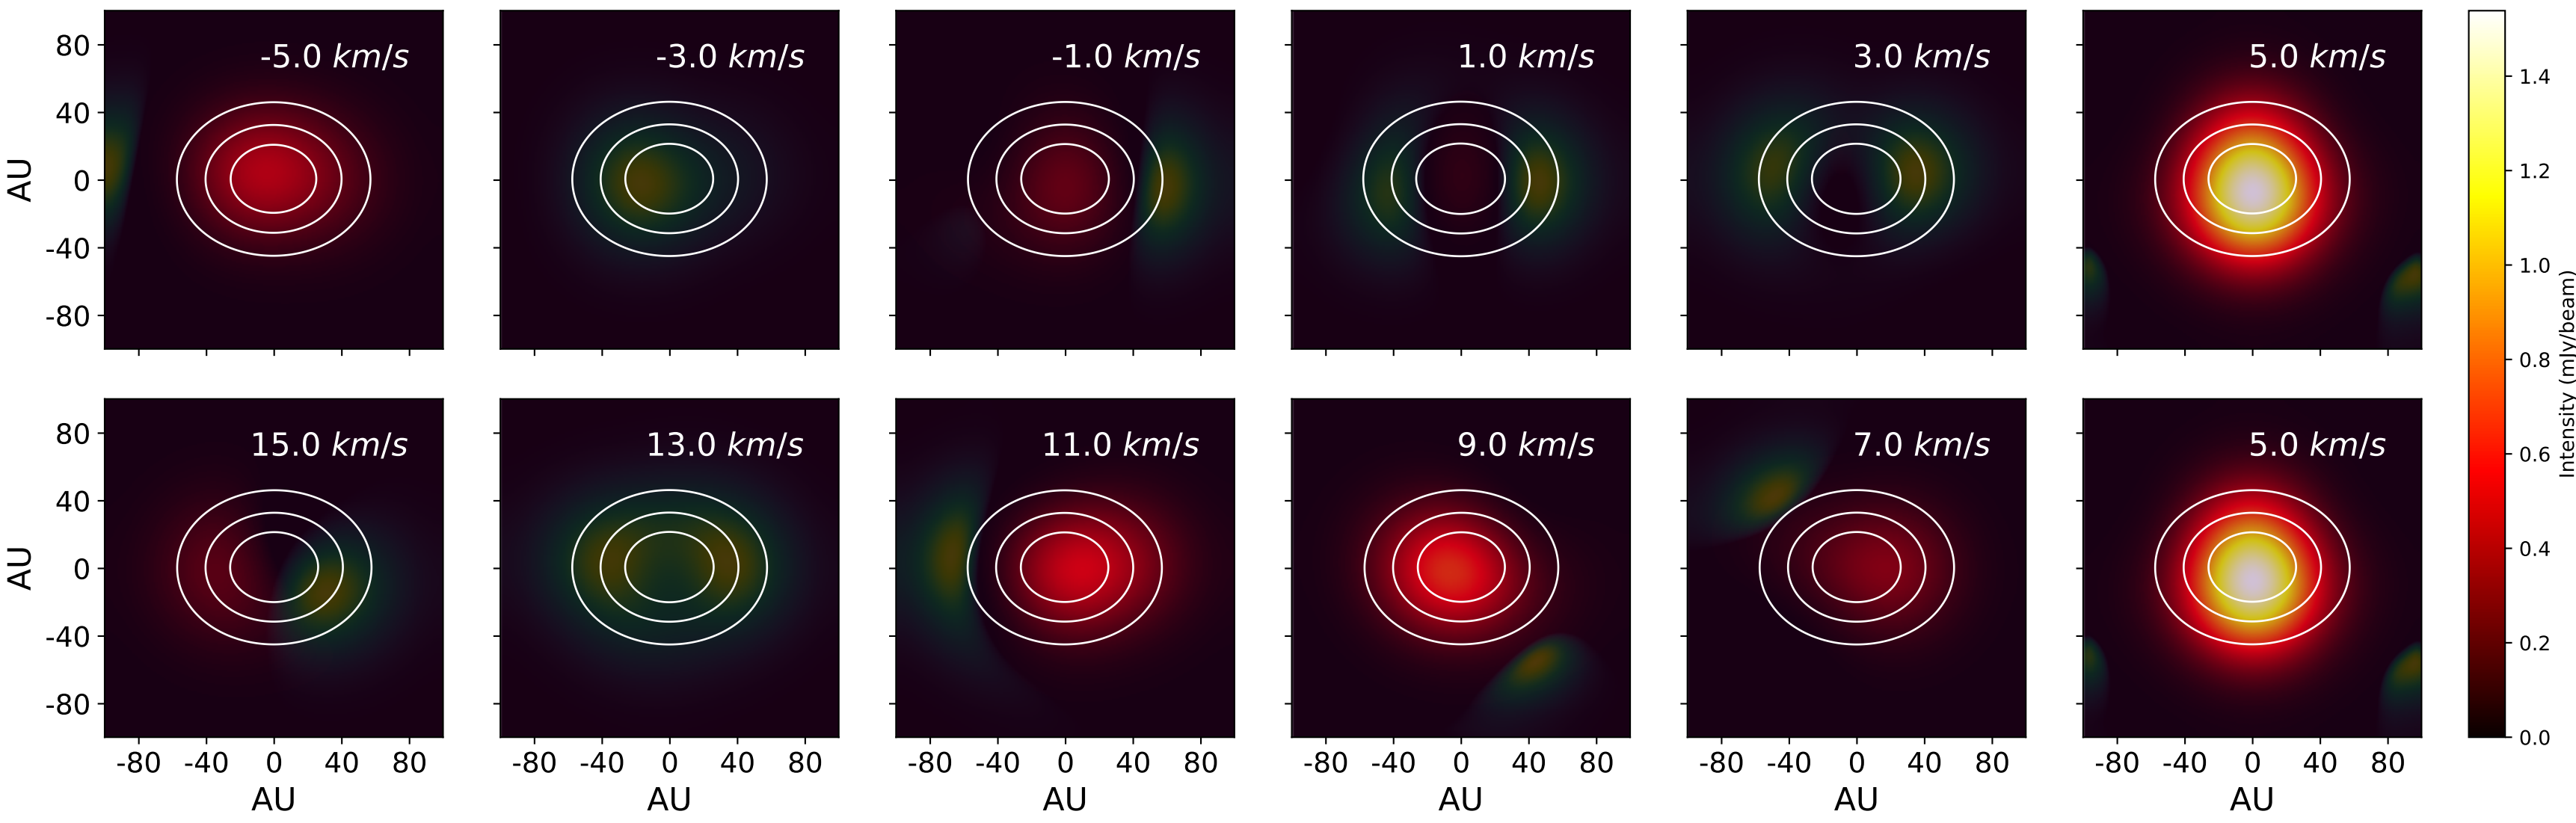 -5.0 km/s
-3.0 km/s
-1.0 km/s
1.0 km/s
3.0 km/s
5.0 km/s
80
40
0
-40
-80
AU
15.0 km/s
13.0 km/s
11.0 km/s
9.0 km/s
7.0 km/s
5.0 km/s
80
40
0
-40
-80
AU
-80 -40 0 40 80
-80 -40 0 40 80
-80 -40 0 40 80
-80 -40 0 40 80
-80 -40 0 40 80
-80 -40 0 40 80
AU
AU
AU
AU
AU
AU
1.4
1.2
1.0
0.8
0.6
0.4
0.2
0.0
Intensity (mJy/beam)